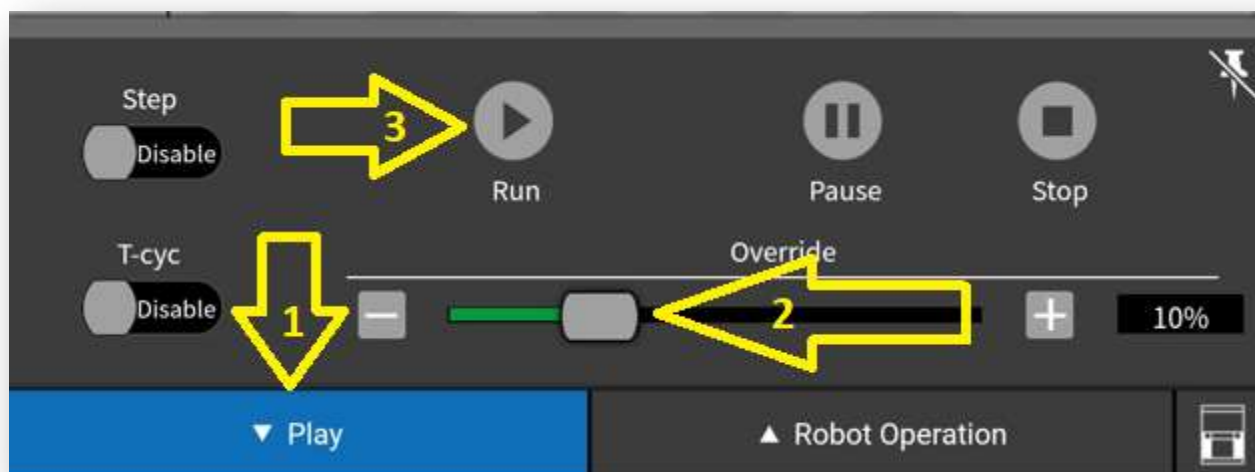 Step
Disable
3
Run
Pause
Stop
T-cyc
Disable
Override
1
2
10%
▼ Play
▲ Robot Operation